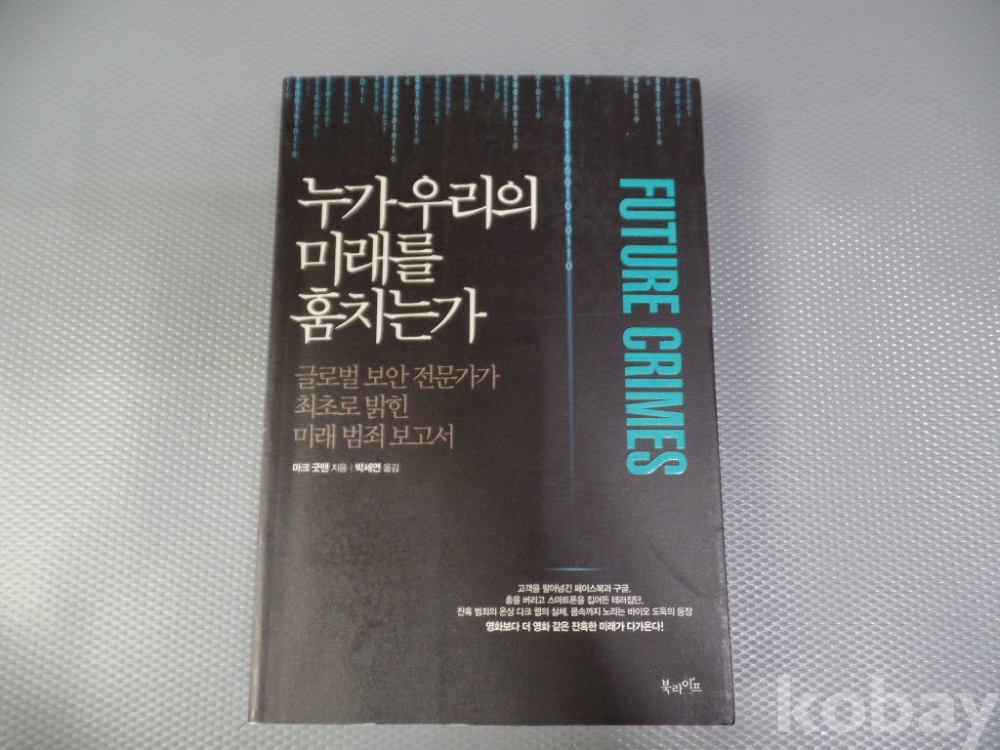 누가 우리의
미래를
훔치는가
FUTURE CRIMES
글로벌 보안 전문가가
최초로 밝힌
미래 범죄 보고서
마크 굿맨 지음 | 박세연 옮김
고객을 팔아넘긴 페이스북과 구글,
총을 버리고 스마트폰을 집어든 테러집단,
잔혹 범죄의 온상 다크 웹의 실체, 몸속까지 노리는 바이오 도둑의 등장
영화보다 더 영화 같은 잔혹한 미래가 다가온다!
북라이프
kobay